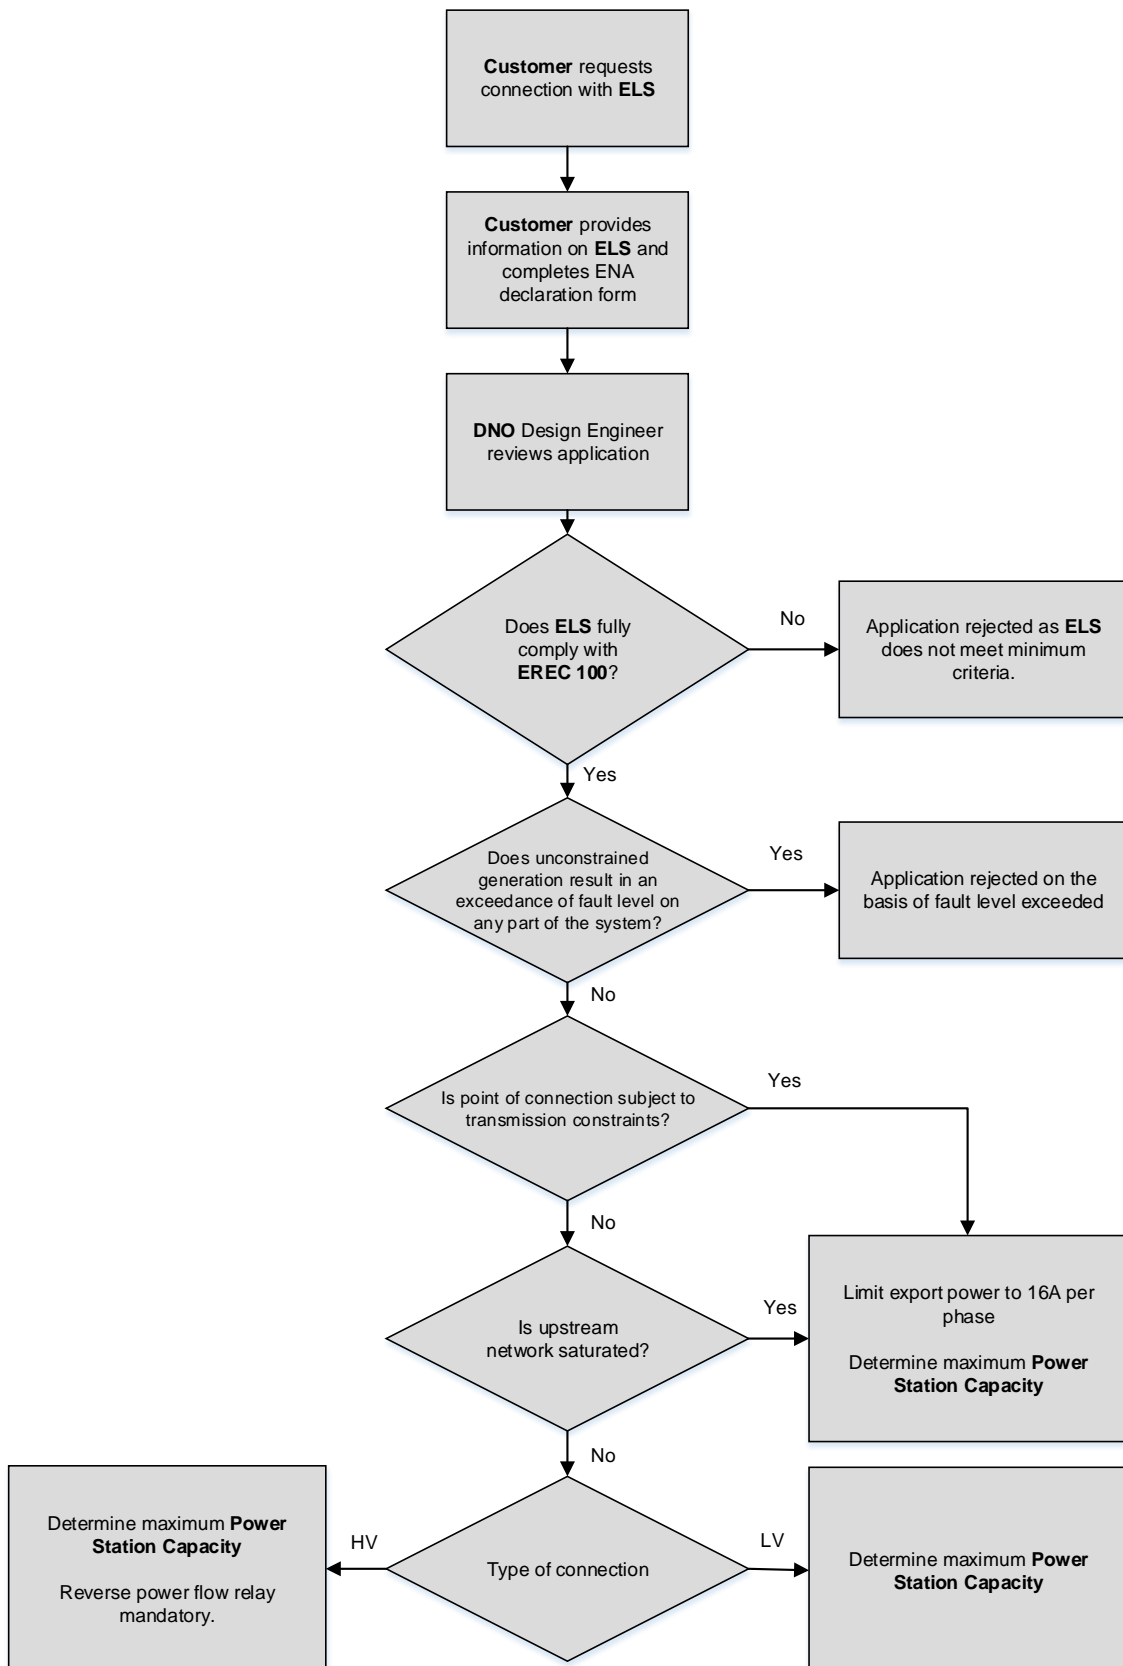 Customer requests
connection with ELS
Customer provides
information on ELS and
completes ENA
declaration form
DNO Design Engineer
reviews application
Does ELS fully
comply with
EREC 100?
No
Application rejected as ELS
does not meet minimum
criteria.
Yes
Does unconstrained
generation result in an
exceedance of fault level on
any part of the system?
Yes
Application rejected on the
basis of fault level exceeded
No
Is point of connection subject to
transmission constraints?
Yes
No
Is upstream
network saturated?
Yes
Limit export power to 16A per
phase
Determine maximum Power
Station Capacity
No
Type of connection
HV
Determine maximum Power
Station Capacity
Reverse power flow relay
mandatory.
LV
Determine maximum Power
Station Capacity